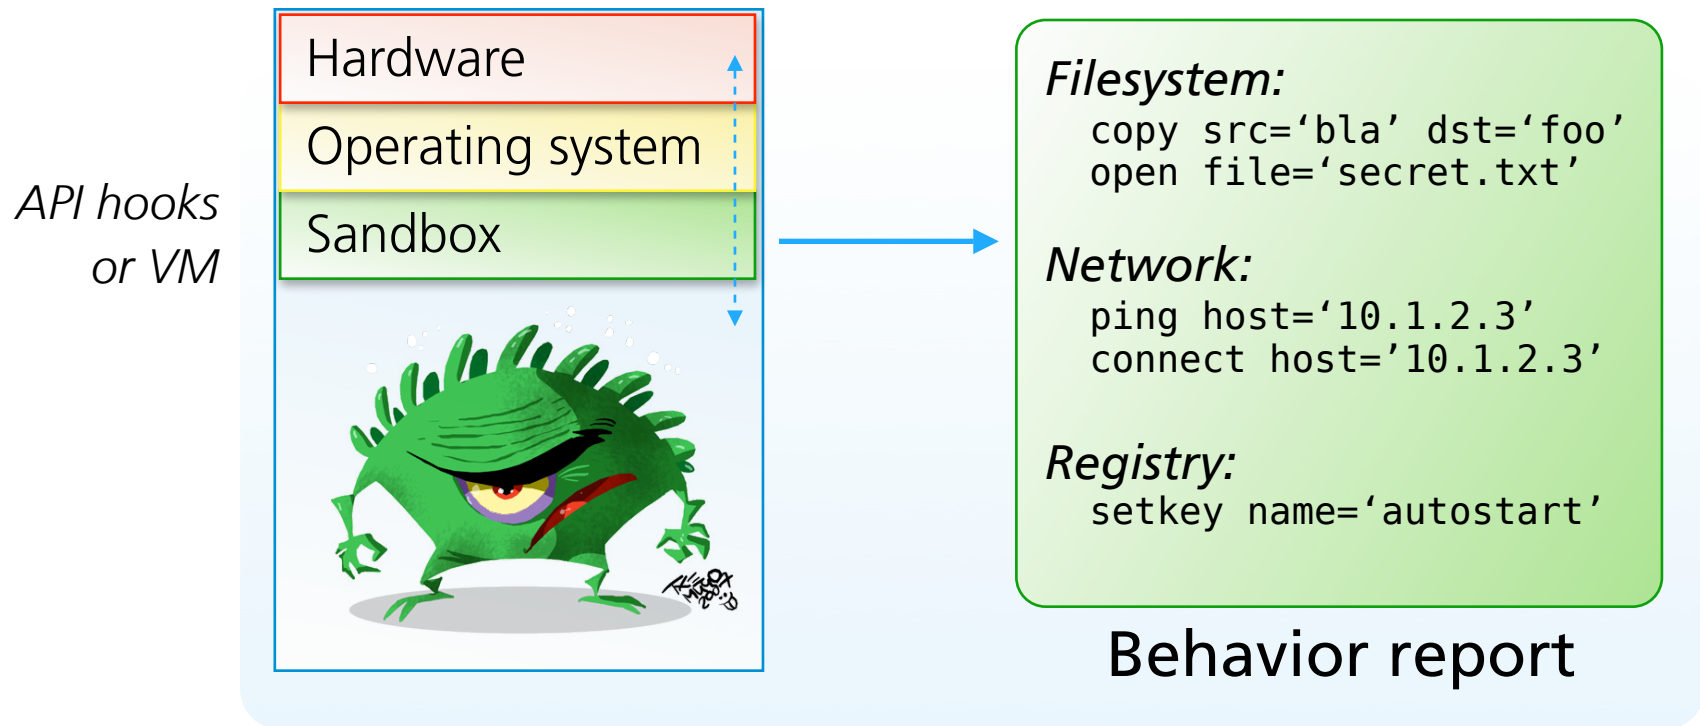 Hardware
Operating system
Sandbox
API hooks
or VM
Filesystem:
copy src=‘bla’ dst=‘foo’
open file=‘secret.txt’
Network:
ping host=‘10.1.2.3’
connect host=’10.1.2.3’
Registry:
setkey name=‘autostart’
Behavior report